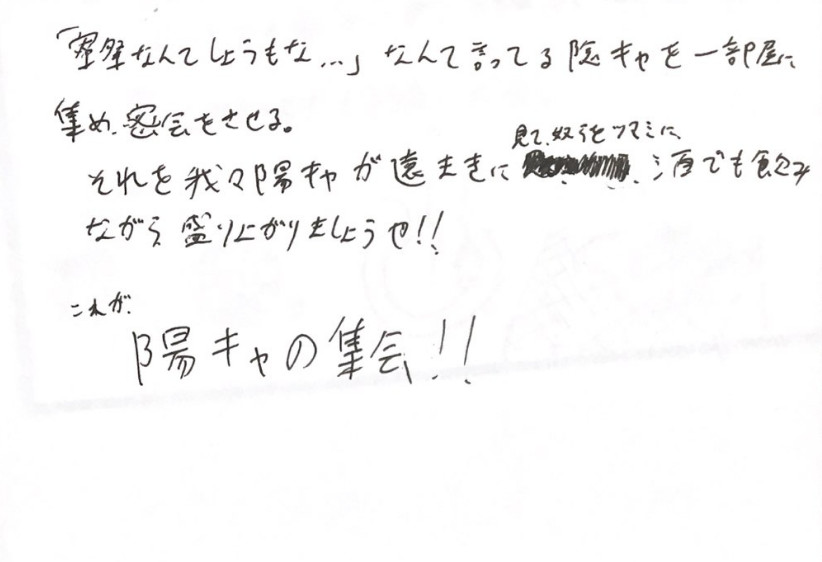 「寮祭なんてしょうもな…」なんて言ってる陰キャを一部屋に
集め、密会をさせる。
それを我々陽キャが遠まきに見て、奴らをツマミに、酒でも飲み
ながら盛り上がりましょうや!!
これが、
陽キャの集会!!